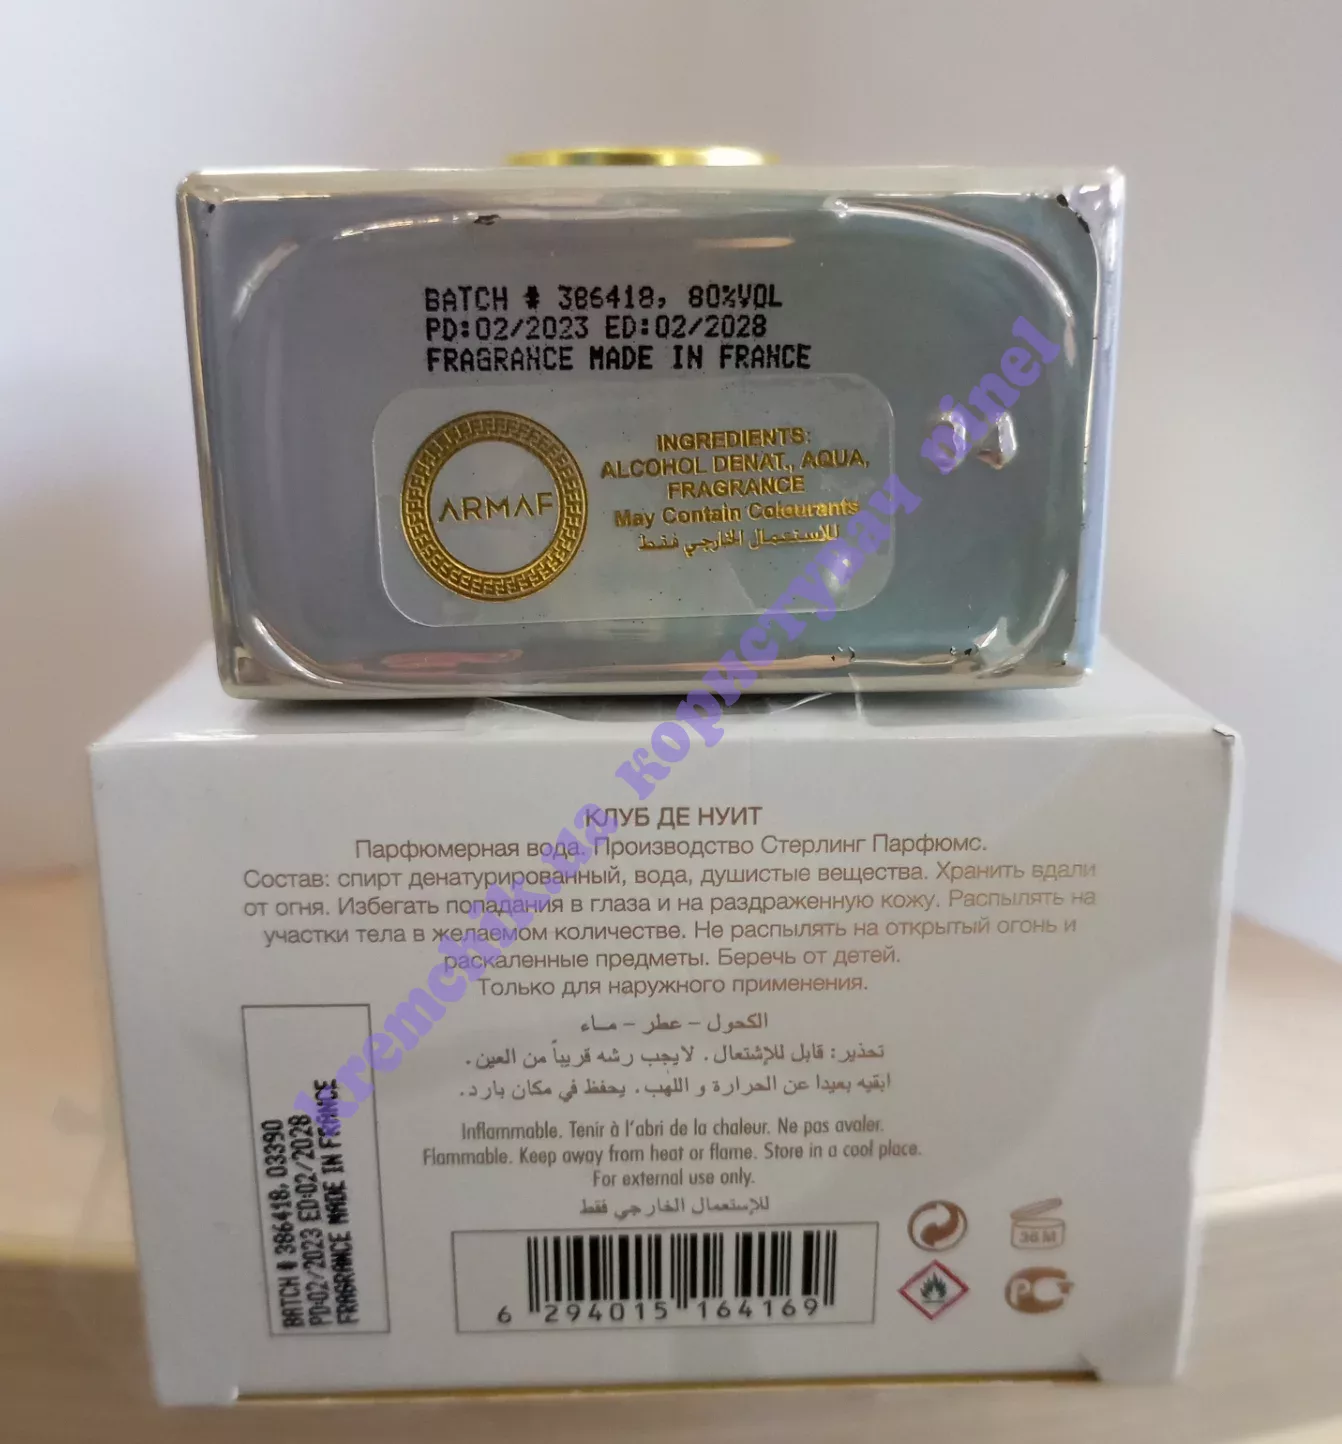 BATCH # 386418, 80%VOL
PD:02/2023 ED:02/2028
FRAGRANCE MADE IN FRANCE
ARMAF
INGREDIENTS:
ALCOHOL DENAT., AQUA,
FRAGRANCE
May Contain Colourants
للإستعمال الخارجي فقط
kremchik.ua користувач pinel
КЛУБ ДЕ НУИТ
Парфюмерная вода. Производство Стерлинг Парфюмс.
Состав: спирт денатурированный, вода, душистые вещества. Хранить вдали
от огня. Избегать попадания в глаза и на раздраженную кожу. Распылять на
участки тела в желаемом количестве. Не распылять на открытый огонь и
раскаленные предметы. Беречь от детей.
Только для наружного применения.
الكحول - عطر - مـاء
تحذير: قابل للإشتعال. لايجب رشه قريباً من العين.
ابقيه بعيدا عن الحرارة و اللهب. يحفظ في مكان بارد.
Inflammable. Tenir à l'abri de la chaleur. Ne pas avaler.
Flammable. Keep away from heat or flame. Store in a cool place.
For external use only.
للإستعمال الخارجي فقط
BATCH # 386418, 03390
PD:02/2023 ED:02/2028
FRAGRANCE MADE IN FRANCE
6 294015 164169
36 M